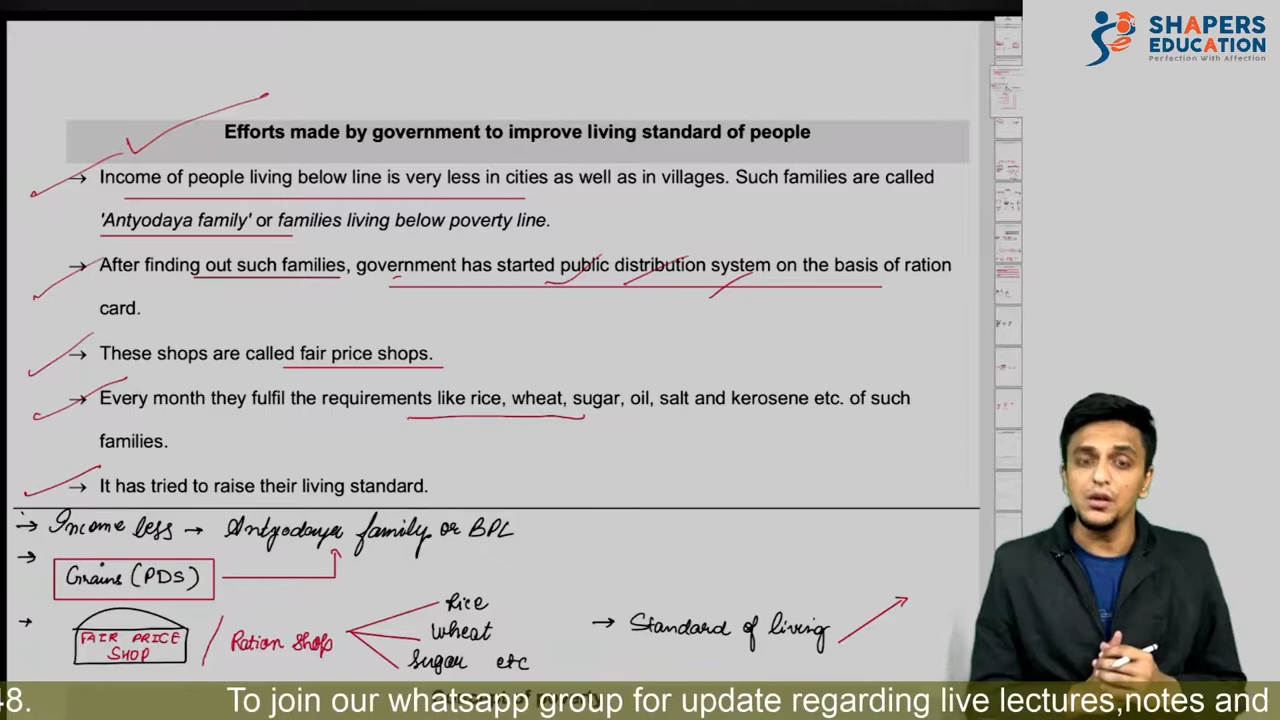 SHAPERS
EDUCATION
Perfection With Affection
Efforts made by government to improve living standard of people
→ Income of people living below line is very less in cities as well as in villages. Such families are called
'Antyodaya family' or families living below poverty line.
→ After finding out such families, government has started public distribution system on the basis of ration
card.
→ These shops are called fair price shops.
→ Every month they fulfil the requirements like rice, wheat, sugar, oil, salt and kerosene etc. of such
families.
→ It has tried to raise their living standard.
→ Income less → Antyodaya family or BPL
→
Grains (PDS)
→ FAIR PRICE SHOP / Ration shop
Rice
Wheat
Sugar etc
→ Standard of living
48. To join our whatsapp group for update regarding live lectures,notes and